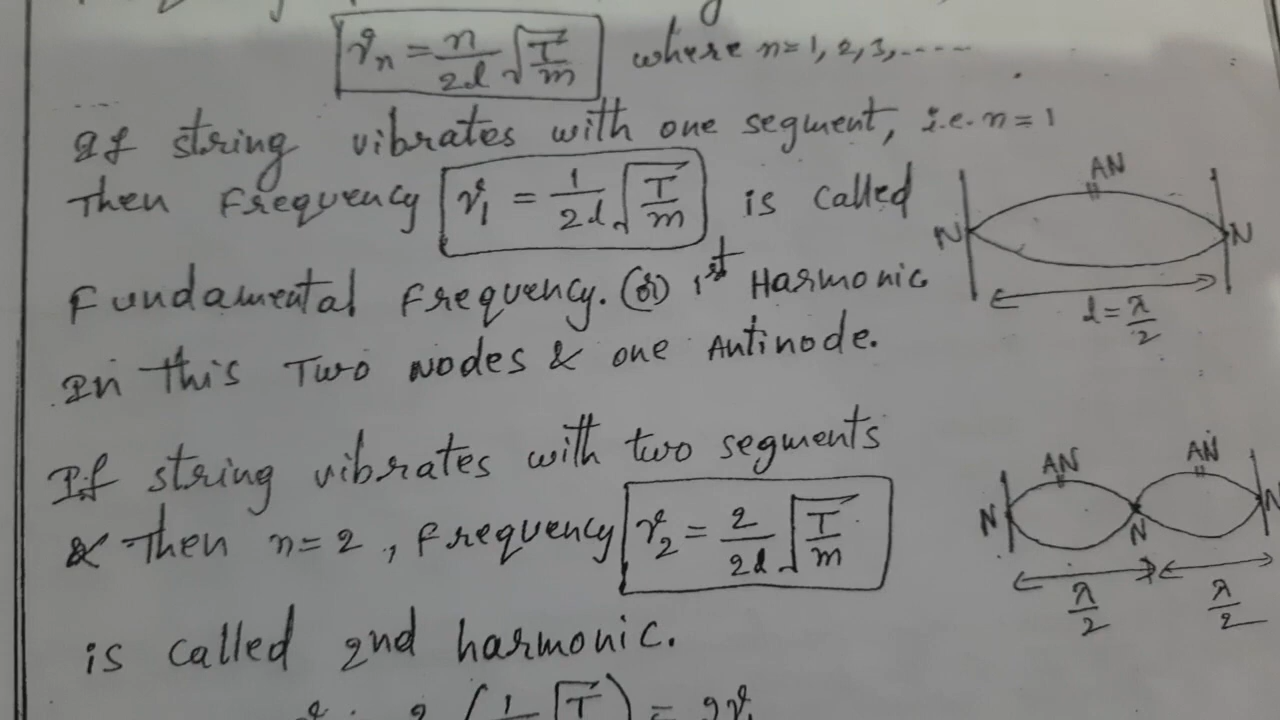 νₙ = n/2l √(T/m) where n = 1, 2, 3, .....
If string vibrates with one segment, i.e. n = 1
Then Frequency ν₁ = 1/2l √(T/m) is called
Fundamental Frequency. (or) 1st Harmonic
In this Two Nodes & one Antinode.
AN
N N
l = λ/2
If string vibrates with two segments
& Then n = 2, Frequency ν₂ = 2/2l √(T/m)
is called 2nd harmonic.
AN AN
N N N
λ/2 λ/2